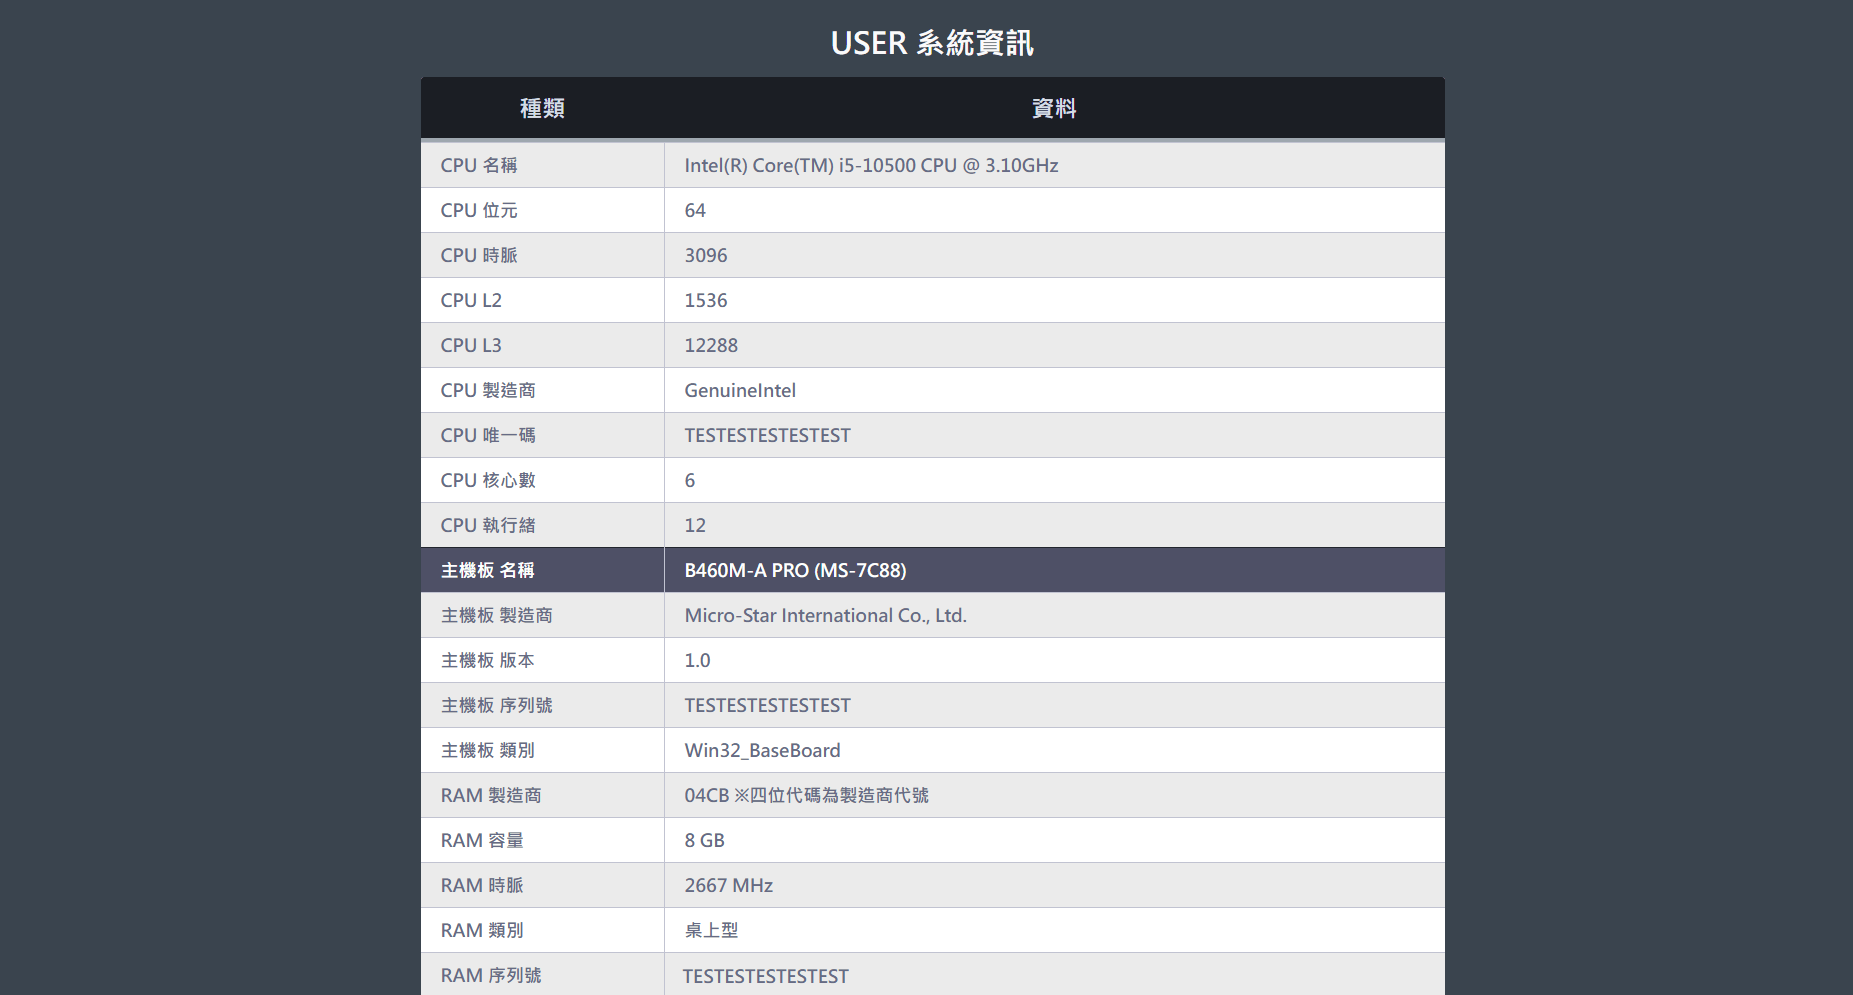 USER 系統資訊
種類 資料
CPU 名稱 Intel(R) Core(TM) i5-10500 CPU @ 3.10GHz
CPU 位元 64
CPU 時脈 3096
CPU L2 1536
CPU L3 12288
CPU 製造商 GenuineIntel
CPU 唯一碼 TESTESTESTESTEST
CPU 核心數 6
CPU 執行緒 12
主機板 名稱 B460M-A PRO (MS-7C88)
主機板 製造商 Micro-Star International Co., Ltd.
主機板 版本 1.0
主機板 序列號 TESTESTESTESTEST
主機板 類別 Win32_BaseBoard
RAM 製造商 04CB ※四位代碼為製造商代號
RAM 容量 8 GB
RAM 時脈 2667 MHz
RAM 類別 桌上型
RAM 序列號 TESTESTESTESTEST